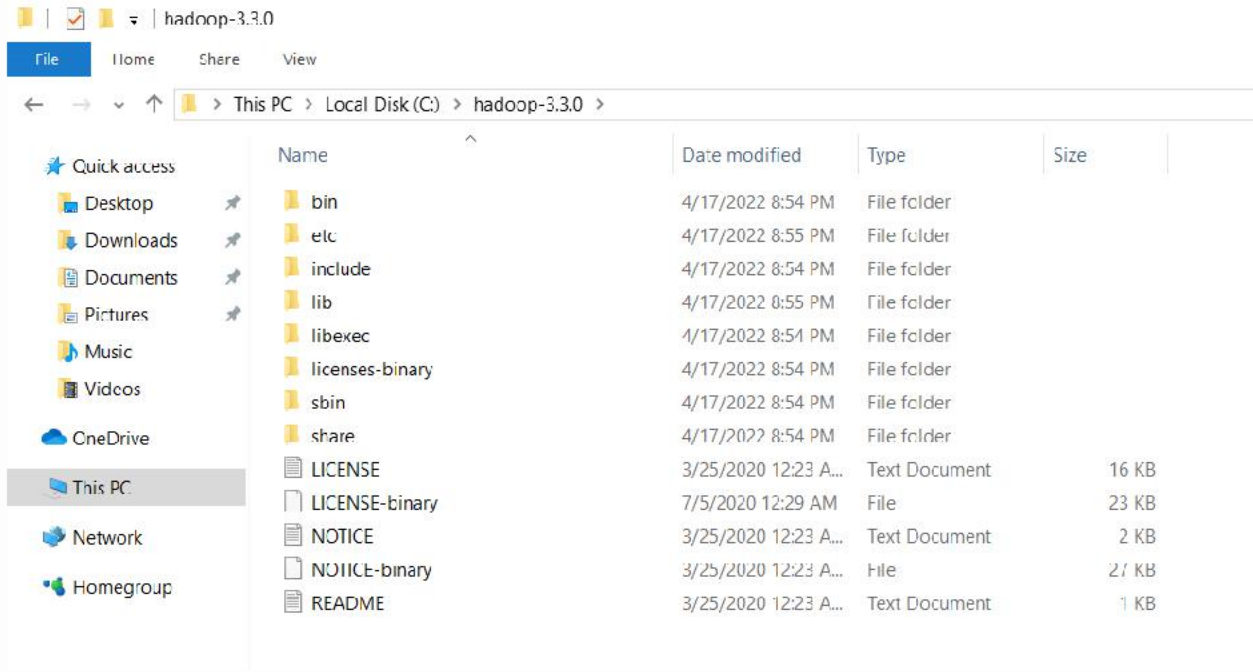 hadoop-3.3.0
File Home Share View
This PC > Local Disk (C:) > hadoop-3.3.0 >
Name Date modified Type Size
Quick access
Desktop
Downloads
Documents
Pictures
Music
Videos
OneDrive
This PC
Network
Homegroup
bin 4/17/2022 8:54 PM File folder
etc 4/17/2022 8:55 PM File folder
include 4/17/2022 8:54 PM File folder
lib 4/17/2022 8:55 PM File folder
libexec 4/17/2022 8:54 PM File folder
licenses-binary 4/17/2022 8:54 PM File folder
sbin 4/17/2022 8:54 PM File folder
share 4/17/2022 8:54 PM File folder
LICENSE 3/25/2020 12:23 A... Text Document 16 KB
LICENSE-binary 7/5/2020 12:29 AM File 23 KB
NOTICE 3/25/2020 12:23 A... Text Document 2 KB
NOTICE-binary 3/25/2020 12:23 A... File 27 KB
README 3/25/2020 12:23 A... Text Document 1 KB